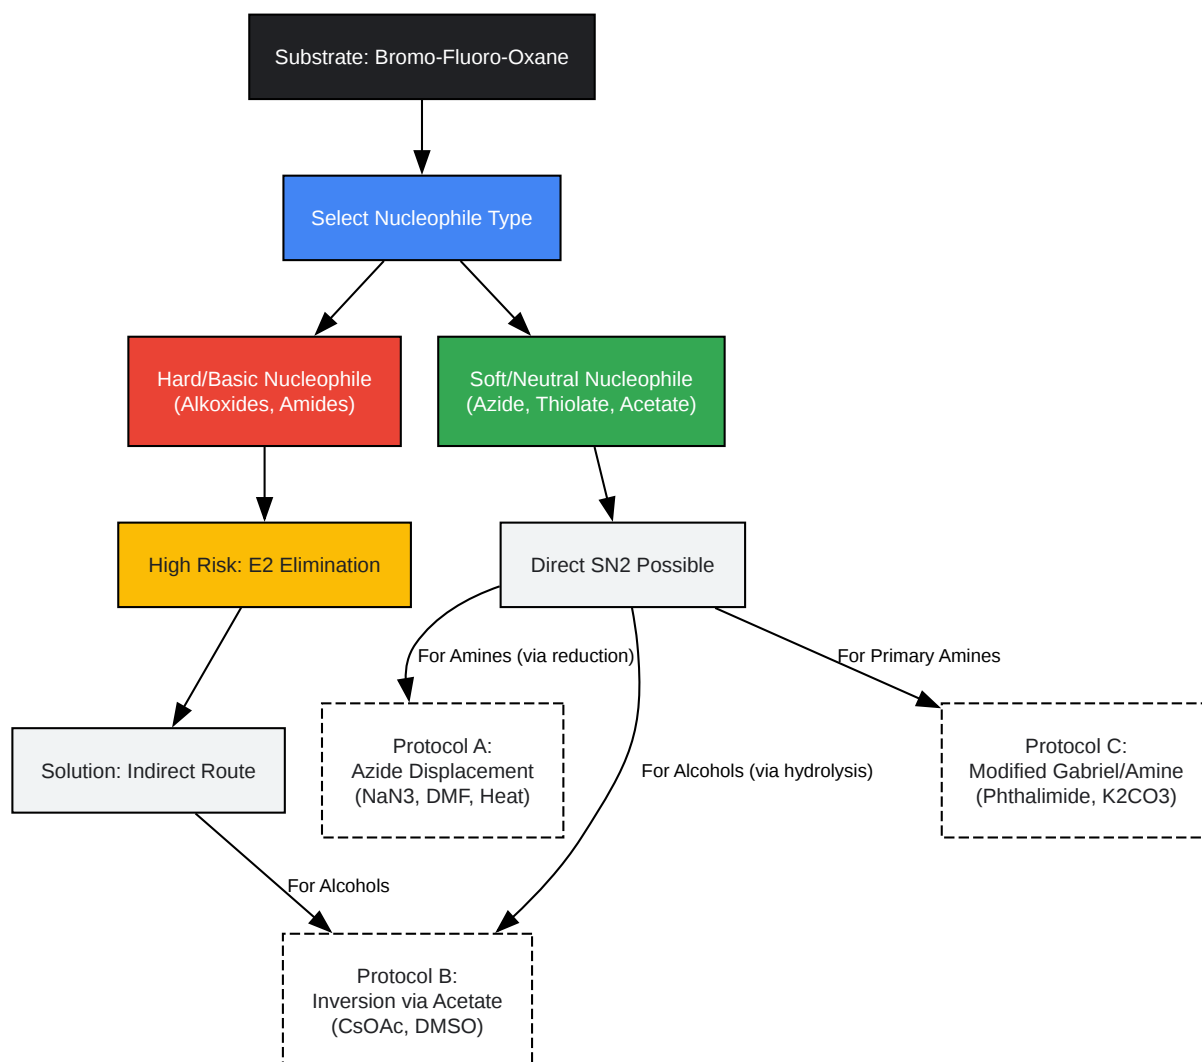 Substrate: Bromo-Fluoro-Oxane
Select Nucleophile Type
Hard/Basic Nucleophile
(Alkoxides, Amides)
Soft/Neutral Nucleophile
(Azide, Thiolate, Acetate)
High Risk: E2 Elimination
Direct SN2 Possible
For Amines (via reduction)
For Primary Amines
Solution: Indirect Route
Protocol A:
Azide Displacement
(NaN3, DMF, Heat)
For Alcohols (via hydrolysis)
Protocol C:
Modified Gabriel/Amine
(Phthalimide, K2CO3)
For Alcohols
Protocol B:
Inversion via Acetate
(CsOAc, DMSO)